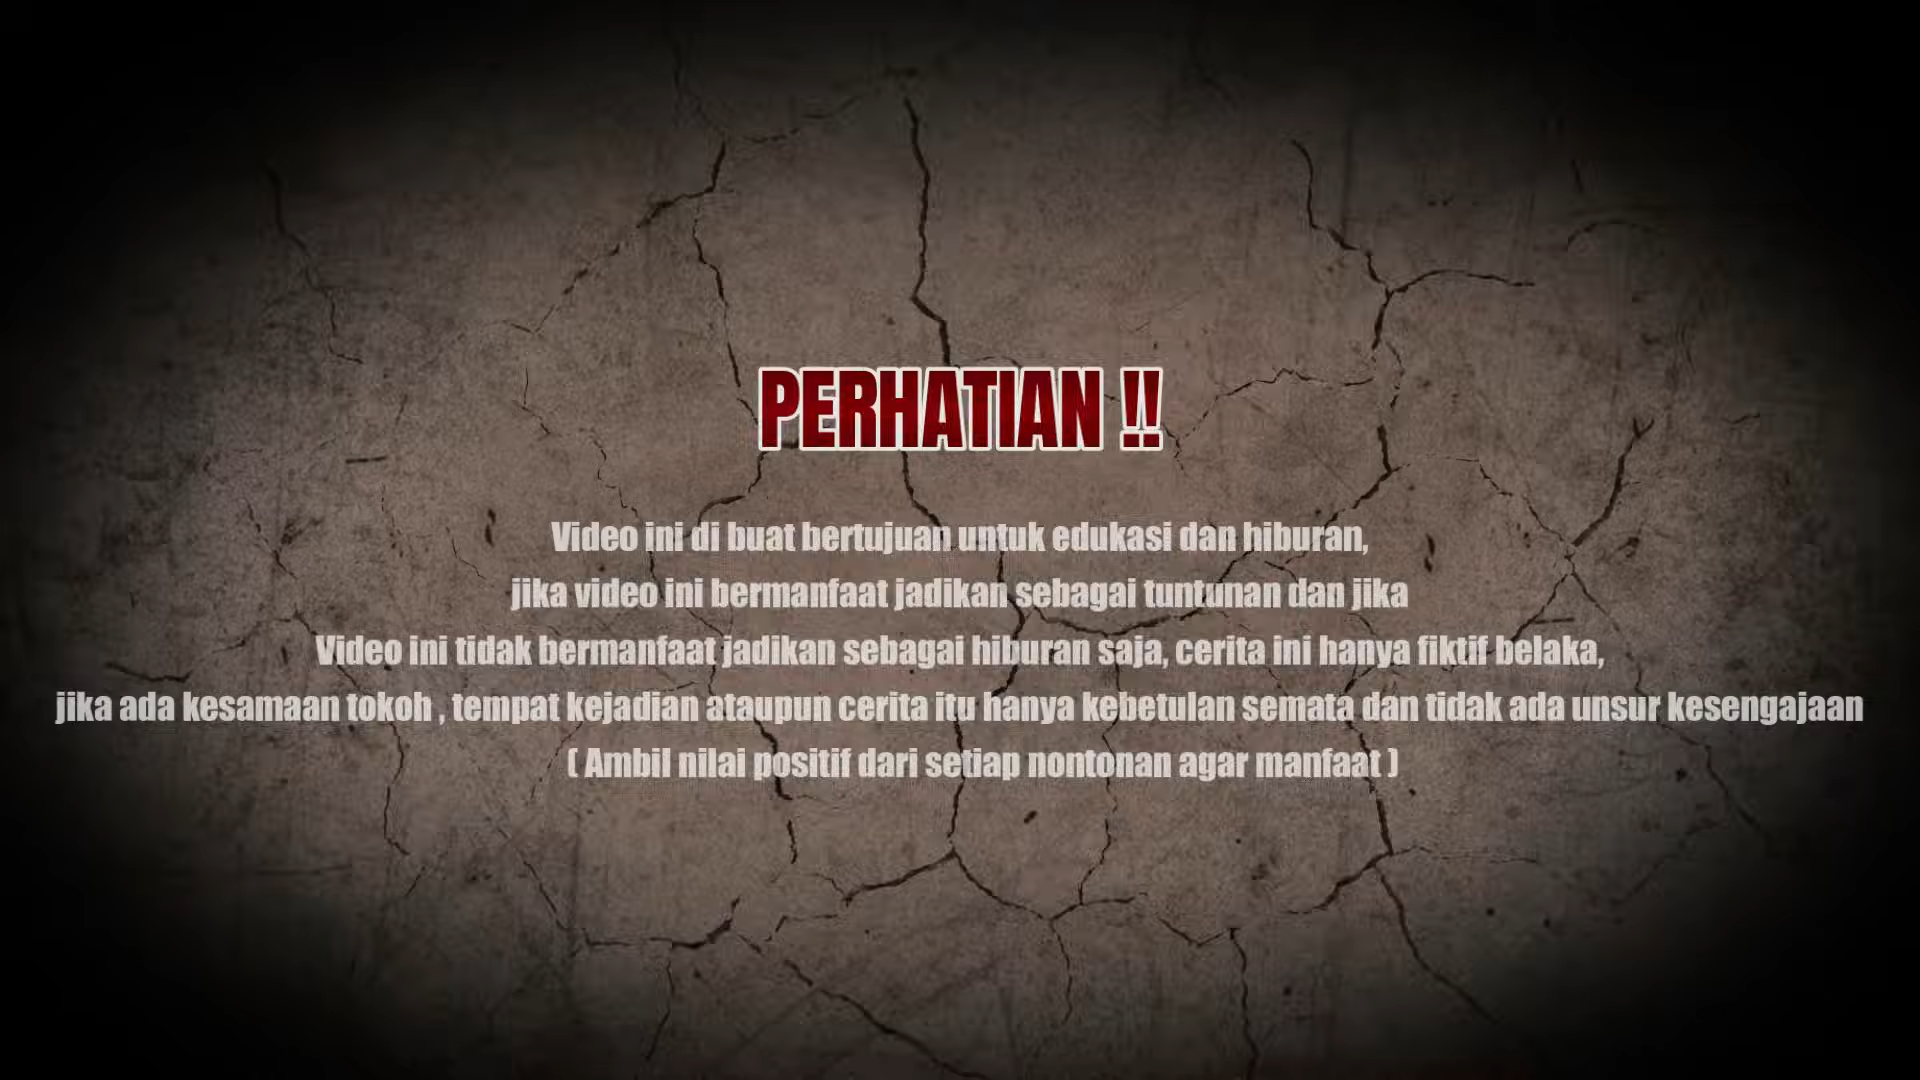 PERHATIAN !!
Video ini di buat bertujuan untuk edukasi dan hiburan,
jika video ini bermanfaat jadikan sebagai tuntunan dan jika
Video ini tidak bermanfaat jadikan sebagai hiburan saja, cerita ini hanya fiktif belaka,
jika ada kesamaan tokoh , tempat kejadian ataupun cerita itu hanya kebetulan semata dan tidak ada unsur kesengajaan
( Ambil nilai positif dari setiap nontonan agar manfaat )